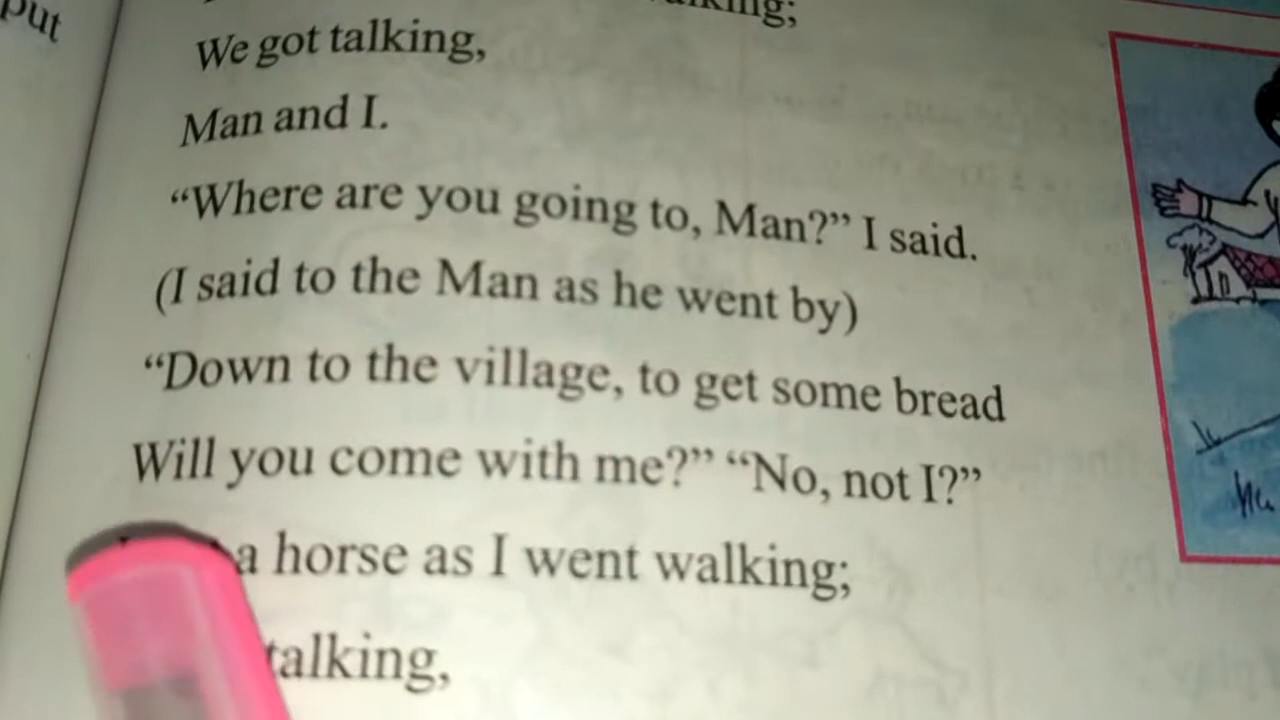 put
We got talking,
Man and I.
“Where are you going to, Man?” I said.
(I said to the Man as he went by)
“Down to the village, to get some bread
Will you come with me?” “No, not I?”
a horse as I went walking;
talking,